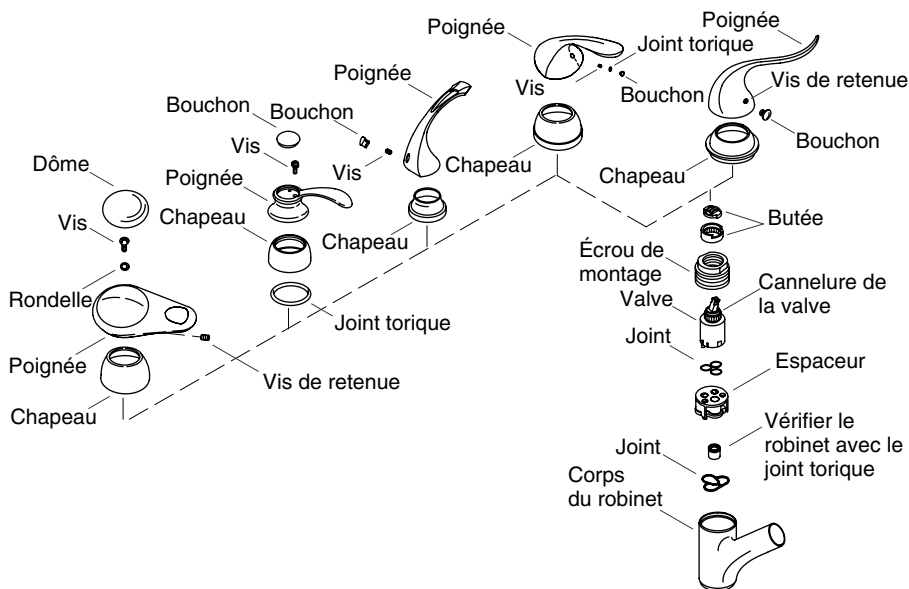 Poignée
Poignée
Joint torique
Poignée
Vis
Bouchon
Vis de retenue
Bouchon
Bouchon
Bouchon
Vis
Vis
Chapeau
Dôme
Poignée
Chapeau
Vis
Chapeau
Chapeau
Butée
Écrou de
montage
Rondelle
Cannelure de
la valve
Valve
Joint torique
Joint
Espaceur
Poignée
Vis de retenue
Chapeau
Vérifier le
robinet avec le
joint torique
Joint
Corps
du robinet